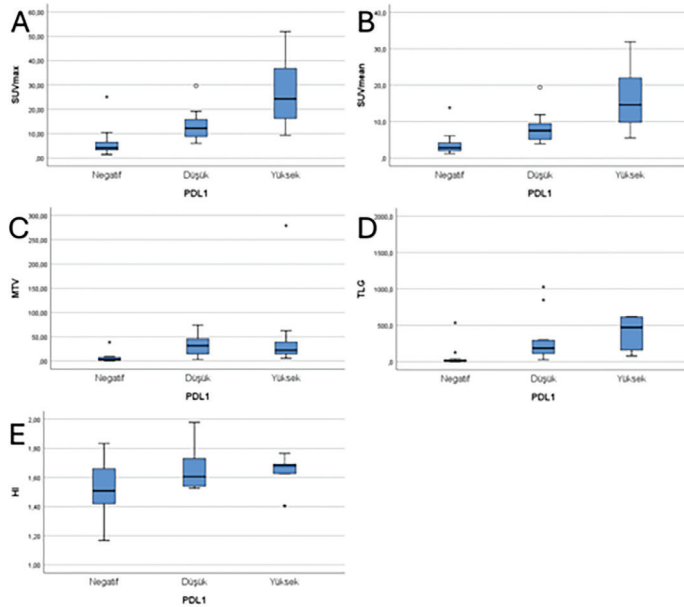 A
SUVmax
60,00
50,00
40,00
30,00
20,00
10,00
,00
Negatif
Düşük
Yüksek
PDL1
B
SUVmean
40,0
30,0
20,0
10,0
,0
Negatif
Düşük
Yüksek
PDL1
C
MTV
300,00
250,00
200,00
150,00
100,00
50,00
,00
Negatif
Düşük
Yüksek
PDL1
D
TLG
2000,0
1500,0
1000,0
500,0
,0
Negatif
Düşük
Yüksek
PDL1
E
HI
2,00
1,80
1,60
1,40
1,20
1,00
Negatif
Düşük
Yüksek
PDL1